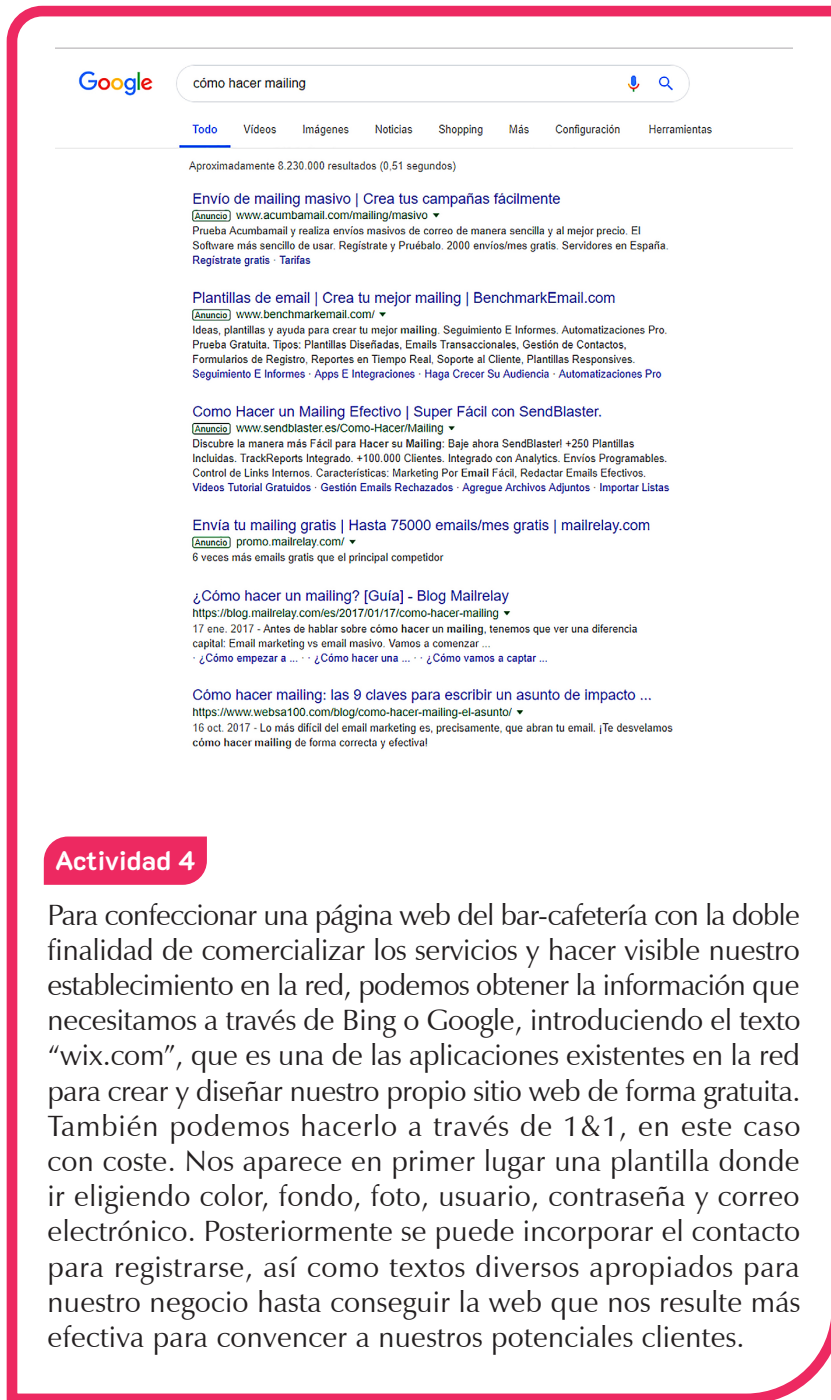 Google
cómo hacer mailing
Todo Vídeos Imágenes Noticias Shopping Más Configuración Herramientas
Aproximadamente 8.230.000 resultados (0,51 segundos)
Envío de mailing masivo | Crea tus campañas fácilmente
Anuncio www.acumbamail.com/mailing/masivo
Prueba Acumbamail y realiza envíos masivos de correo de manera sencilla y al mejor precio. El
Software más sencillo de usar. Regístrate y Pruébalo. 2000 envíos/mes gratis. Servidores en España.
Regístrate gratis · Tarifas
Plantillas de email | Crea tu mejor mailing | BenchmarkEmail.com
Anuncio www.benchmarkemail.com/
Ideas, plantillas y ayuda para crear tu mejor mailing. Seguimiento E Informes. Automatizaciones Pro.
Prueba Gratuita. Tipos: Plantillas Diseñadas, Emails Transaccionales, Gestión de Contactos,
Formularios de Registro, Reportes en Tiempo Real, Soporte al Cliente, Plantillas Responsives.
Seguimiento E Informes · Apps E Integraciones · Haga Crecer Su Audiencia · Automatizaciones Pro
Como Hacer un Mailing Efectivo | Super Fácil con SendBlaster.
Anuncio www.sendblaster.es/Como-Hacer/Mailing
Discubre la manera más Fácil para Hacer su Mailing: Baje ahora SendBlaster! +250 Plantillas
Incluidas. TrackReports Integrado. +100.000 Clientes. Integrado con Analytics. Envíos Programables.
Control de Links Internos. Características: Marketing Por Email Fácil, Redactar Emails Efectivos.
Videos Tutorial Gratuidos · Gestión Emails Rechazados · Agregue Archivos Adjuntos · Importar Listas
Envía tu mailing gratis | Hasta 75000 emails/mes gratis | mailrelay.com
Anuncio promo.mailrelay.com/
6 veces más emails gratis que el principal competidor
¿Cómo hacer un mailing? [Guía] - Blog Mailrelay
https://blog.mailrelay.com/es/2017/01/17/como-hacer-mailing
17 ene. 2017 - Antes de hablar sobre cómo hacer un mailing, tenemos que ver una diferencia
capital: Email marketing vs email masivo. Vamos a comenzar ...
· ¿Cómo empezar a ... · · ¿Cómo hacer una ... · · ¿Cómo vamos a captar ...
Cómo hacer mailing: las 9 claves para escribir un asunto de impacto ...
https://www.websa100.com/blog/como-hacer-mailing-el-asunto/
16 oct. 2017 - Lo más difícil del email marketing es, precisamente, que abran tu email. ¡Te desvelamos
cómo hacer mailing de forma correcta y efectiva!
Actividad 4
Para confeccionar una página web del bar-cafetería con la doble
finalidad de comercializar los servicios y hacer visible nuestro
establecimiento en la red, podemos obtener la información que
necesitamos a través de Bing o Google, introduciendo el texto
“wix.com”, que es una de las aplicaciones existentes en la red
para crear y diseñar nuestro propio sitio web de forma gratuita.
También podemos hacerlo a través de 1&1, en este caso
con coste. Nos aparece en primer lugar una plantilla donde
ir eligiendo color, fondo, foto, usuario, contraseña y correo
electrónico. Posteriormente se puede incorporar el contacto
para registrarse, así como textos diversos apropiados para
nuestro negocio hasta conseguir la web que nos resulte más
efectiva para convencer a nuestros potenciales clientes.